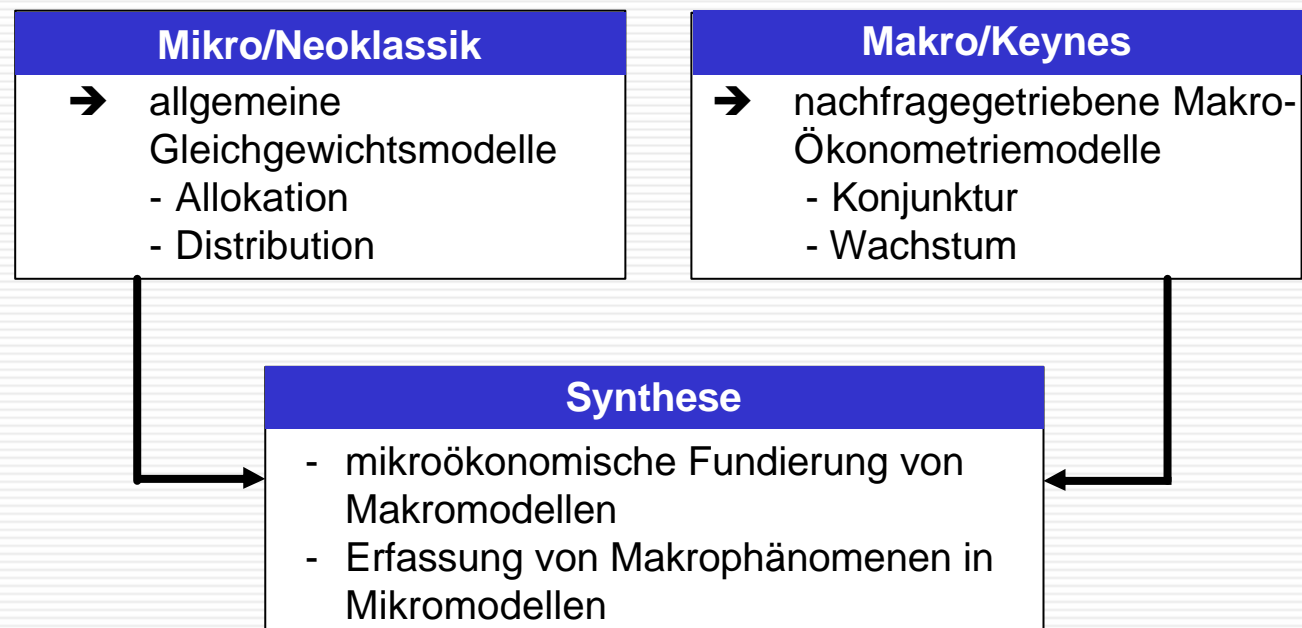 Mikro/Neoklassik
➔ allgemeine
Gleichgewichtsmodelle
- Allokation
- Distribution
Makro/Keynes
➔ nachfragegetriebene Makro-
Ökonometriemodelle
- Konjunktur
- Wachstum
Synthese
- mikroökonomische Fundierung von
Makromodellen
- Erfassung von Makrophänomenen in
Mikromodellen